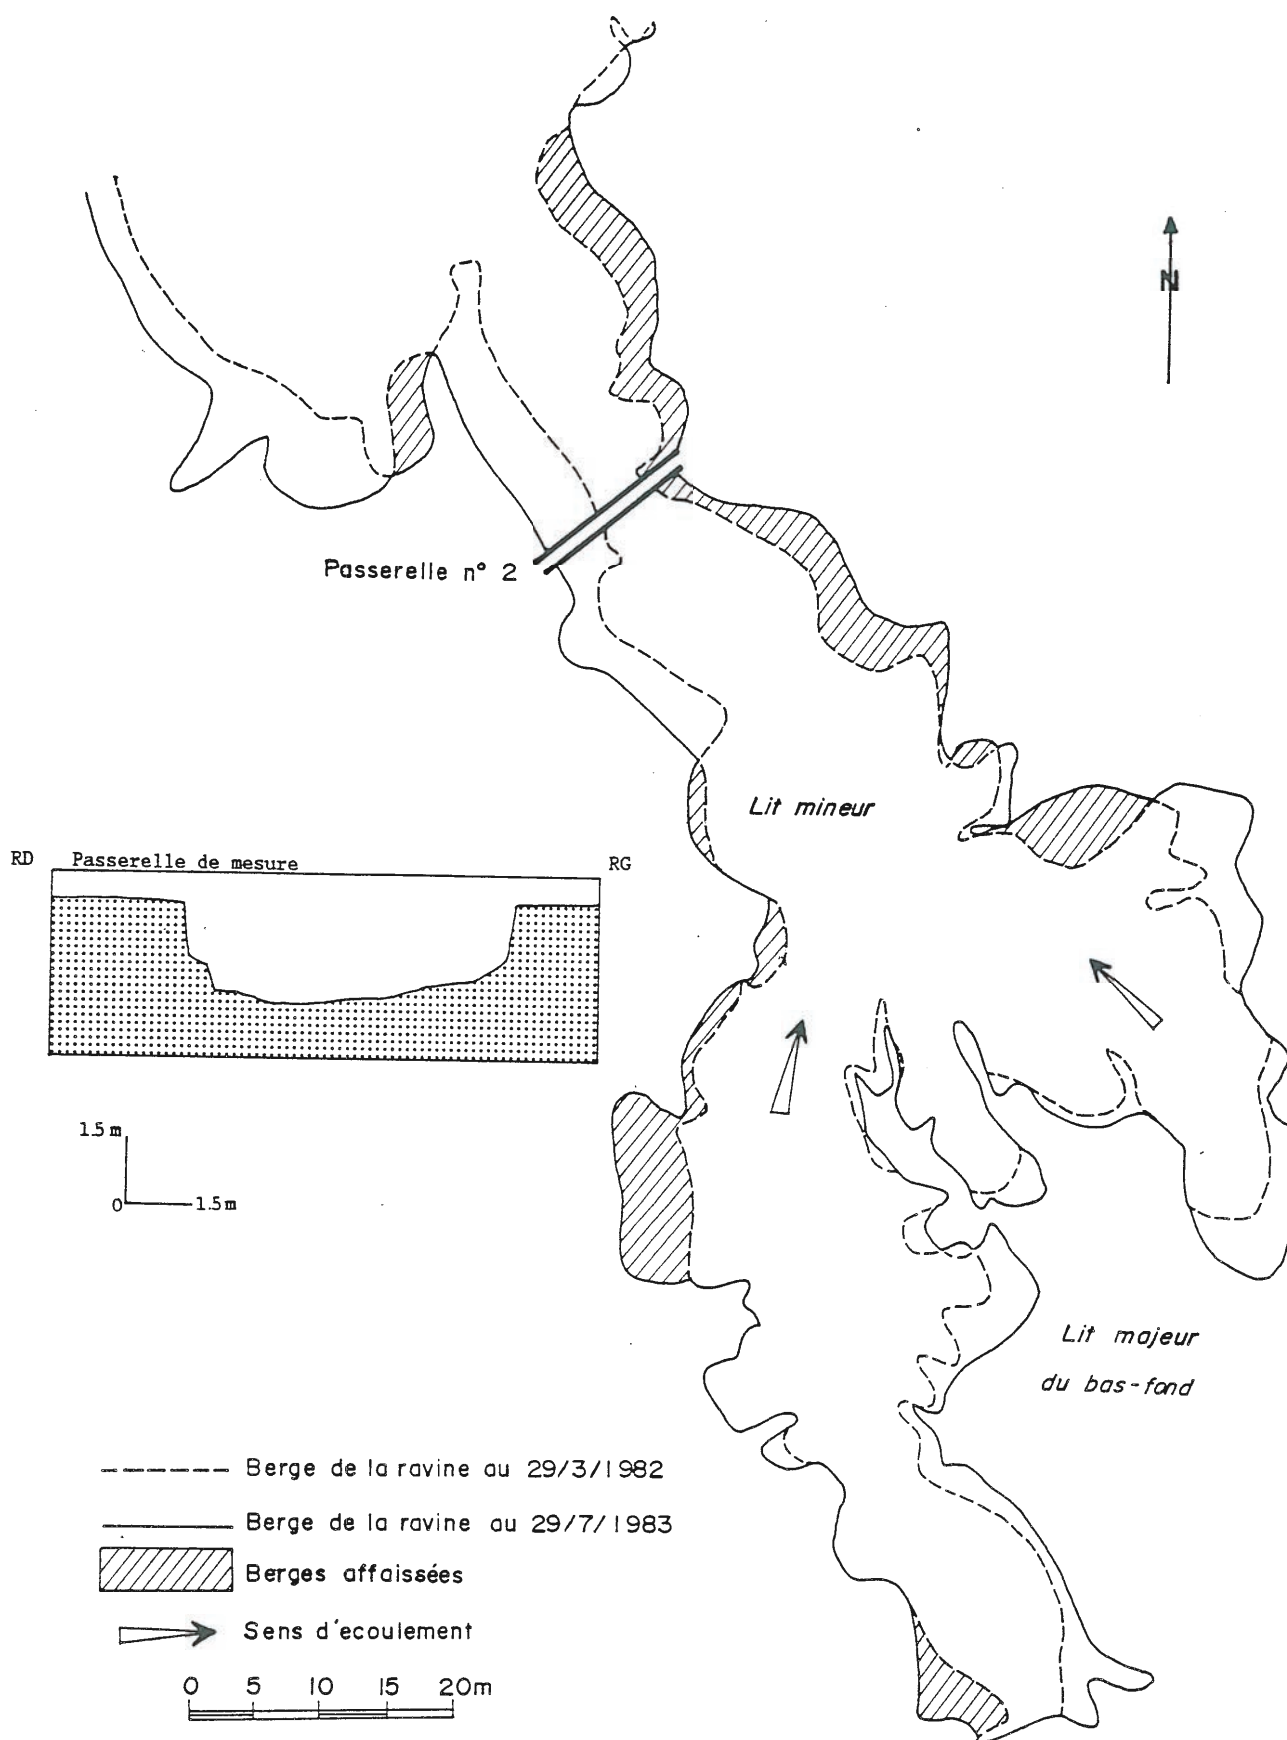 N
Passerelle n° 2
Lit mineur
RD Passerelle de mesure RG
1.5 m
0 1.5 m
Lit majeur
du bas-fond
Berge de la ravine au 29/3/1982
Berge de la ravine au 29/7/1983
Berges affaissées
Sens d'ecoulement
0 5 10 15 20m